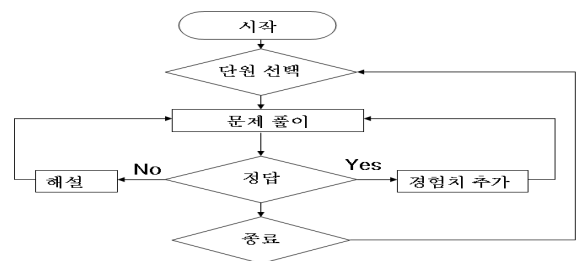 시작
단원 선택
문제 풀이
No
정답
Yes
해설
경험치 추가
종료